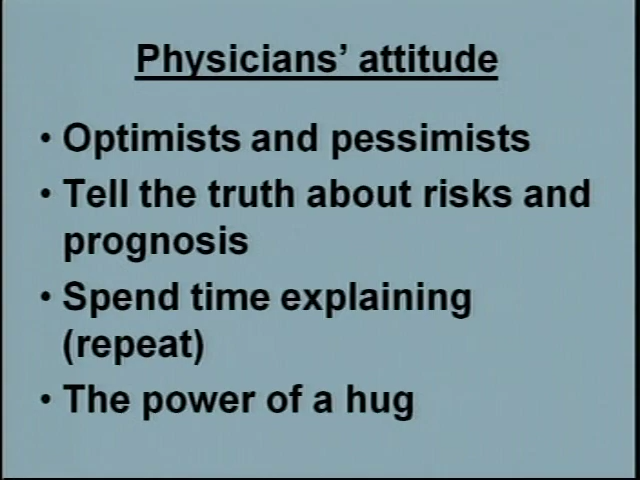 Physicians’ attitude
• Optimists and pessimists
• Tell the truth about risks and
prognosis
• Spend time explaining
(repeat)
• The power of a hug